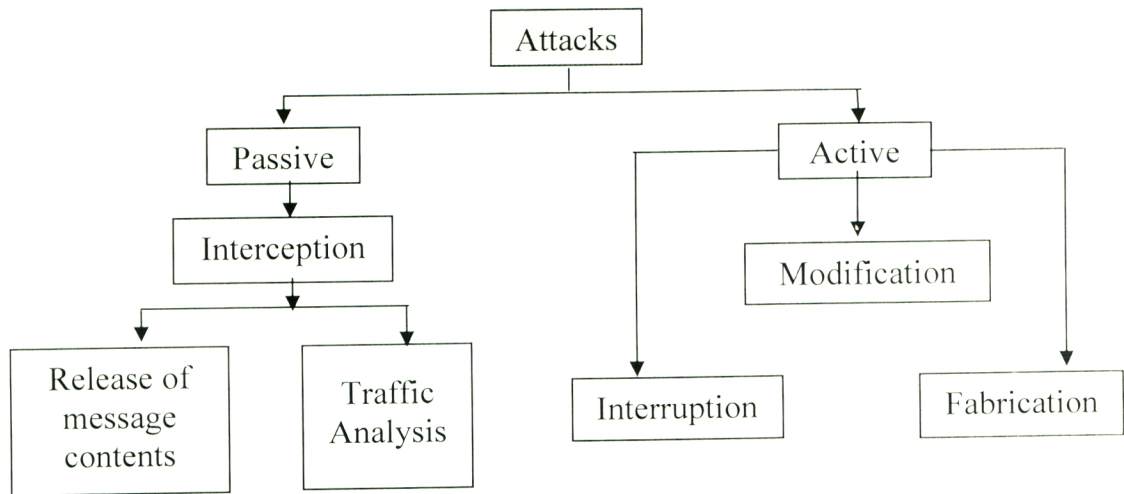 Attacks
Passive
Active
Interception
Modification
Release of
message
contents
Traffic
Analysis
Interruption
Fabrication